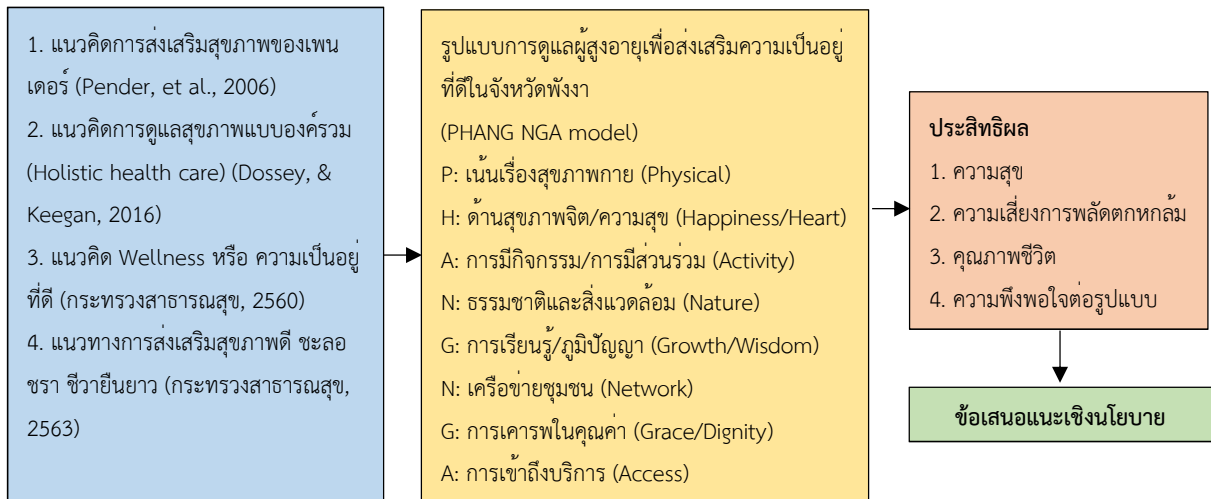 1. แนวคิดการส่งเสริมสุขภาพของเพน
เดอร์ (Pender, et al., 2006)
2. แนวคิดการดูแลสุขภาพแบบองค์รวม
(Holistic health care) (Dossey, &
Keegan, 2016)
3. แนวคิด Wellness หรือ ความเป็นอยู่
ที่ดี (กระทรวงสาธารณสุข, 2560)
4. แนวทางการส่งเสริมสุขภาพดี ชะลอ
ชรา ชีวายืนยาว (กระทรวงสาธารณสุข,
2563)
รูปแบบการดูแลผู้สูงอายุเพื่อส่งเสริมความเป็นอยู่
ที่ดีในจังหวัดพังงา
(PHANG NGA model)
P: เน้นเรื่องสุขภาพกาย (Physical)
H: ด้านสุขภาพจิต/ความสุข (Happiness/Heart)
A: การมีกิจกรรม/การมีส่วนร่วม (Activity)
N: ธรรมชาติและสิ่งแวดล้อม (Nature)
G: การเรียนรู้/ภูมิปัญญา (Growth/Wisdom)
N: เครือข่ายชุมชน (Network)
G: การเคารพในคุณค่า (Grace/Dignity)
A: การเข้าถึงบริการ (Access)
ประสิทธิผล
1. ความสุข
2. ความเสี่ยงการพลัดตกหกล้ม
3. คุณภาพชีวิต
4. ความพึงพอใจต่อรูปแบบ
ข้อเสนอแนะเชิงนโยบาย